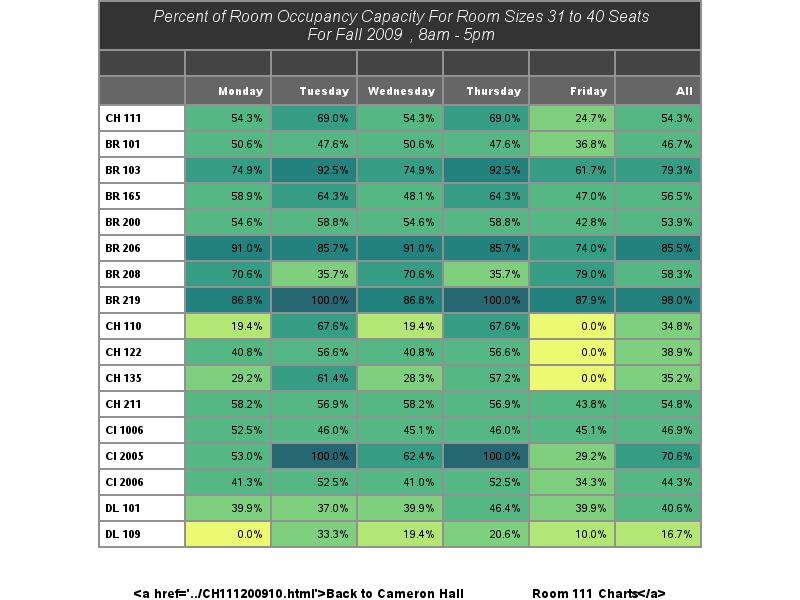 Percent of Room Occupancy Capacity For Room Sizes 31 to 40 Seats
For Fall 2009 , 8am - 5pm
Monday Tuesday Wednesday Thursday Friday All
CH 111 54.3% 69.0% 54.3% 69.0% 24.7% 54.3%
BR 101 50.6% 47.6% 50.6% 47.6% 36.8% 46.7%
BR 103 74.9% 92.5% 74.9% 92.5% 61.7% 79.3%
BR 165 58.9% 64.3% 48.1% 64.3% 47.0% 56.5%
BR 200 54.6% 58.8% 54.6% 58.8% 42.8% 53.9%
BR 206 91.0% 85.7% 91.0% 85.7% 74.0% 85.5%
BR 208 70.6% 35.7% 70.6% 35.7% 79.0% 58.3%
BR 219 86.8% 100.0% 86.8% 100.0% 87.9% 98.0%
CH 110 19.4% 67.6% 19.4% 67.6% 0.0% 34.8%
CH 122 40.8% 56.6% 40.8% 56.6% 0.0% 38.9%
CH 135 29.2% 61.4% 28.3% 57.2% 0.0% 35.2%
CH 211 58.2% 56.9% 58.2% 56.9% 43.8% 54.8%
CI 1006 52.5% 46.0% 45.1% 46.0% 45.1% 46.9%
CI 2005 53.0% 100.0% 62.4% 100.0% 29.2% 70.6%
CI 2006 41.3% 52.5% 41.0% 52.5% 34.3% 44.3%
DL 101 39.9% 37.0% 39.9% 46.4% 39.9% 40.6%
DL 109 0.0% 33.3% 19.4% 20.6% 10.0% 16.7%
<a href='../CH111200910.html'>Back to Cameron Hall Room 111 Charts</a>